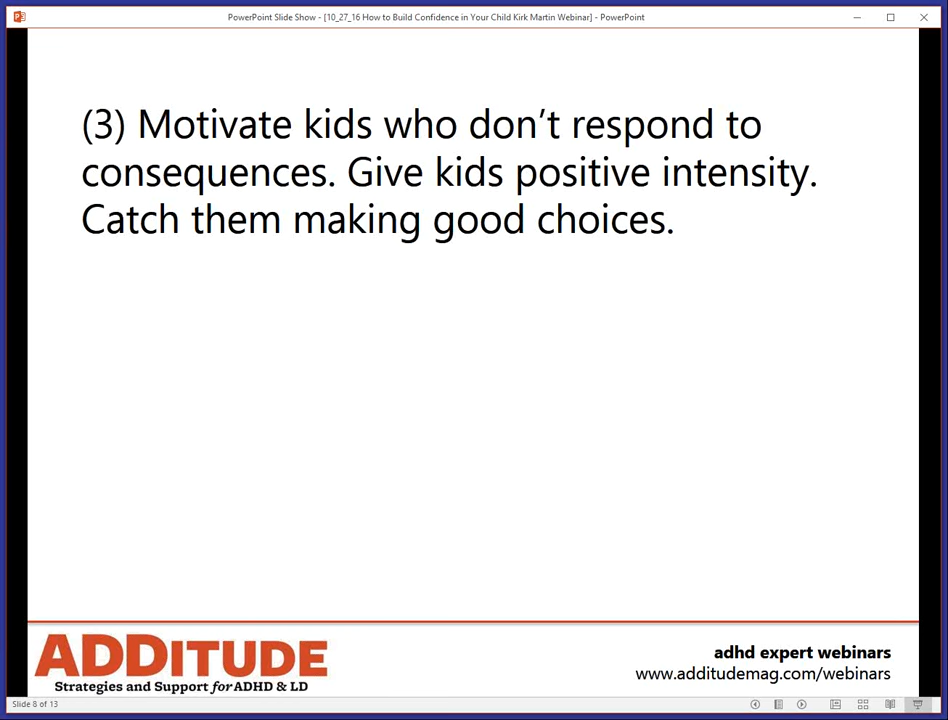 PowerPoint Slide Show - [10_27_16 How to Build Confidence in Your Child Kirk Martin Webinar] - PowerPoint
(3) Motivate kids who don’t respond to
consequences. Give kids positive intensity.
Catch them making good choices.
ADDITUDE
Strategies and Support for ADHD & LD
adhd expert webinars
www.additudemag.com/webinars
Slide 8 of 13